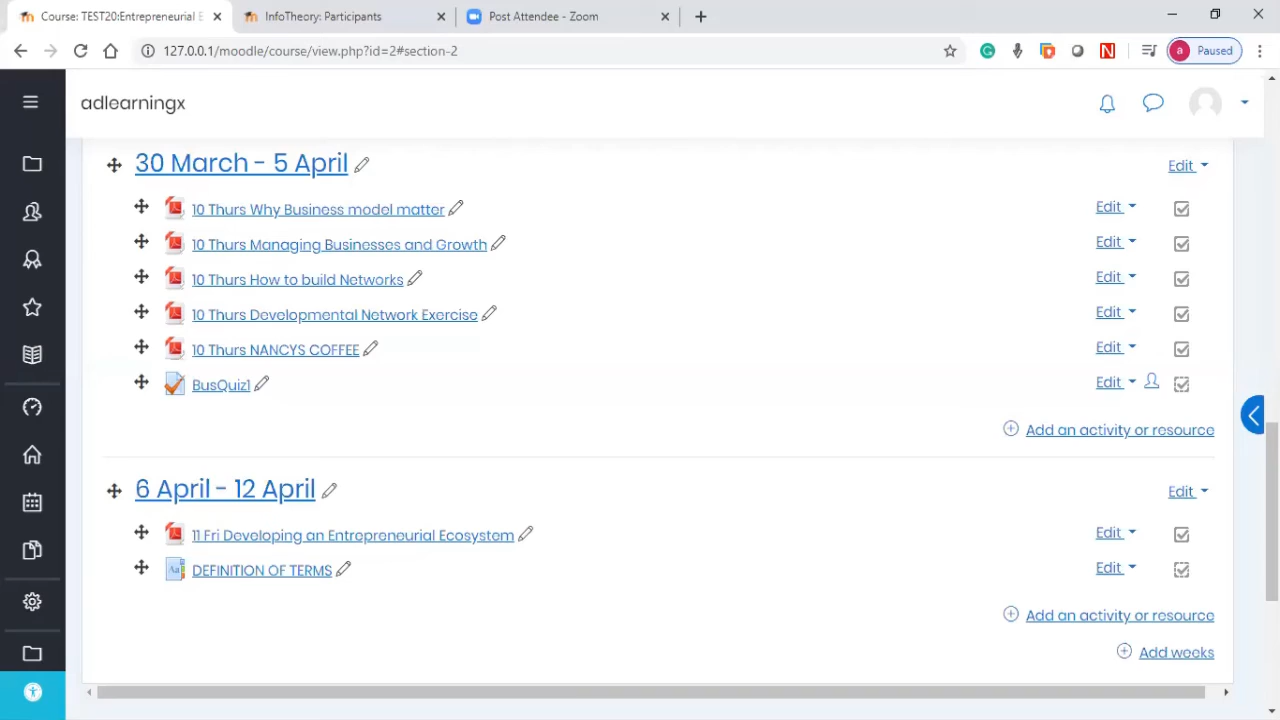 Course: TEST20:Entrepreneurial E
InfoTheory: Participants
Post Attendee - Zoom
127.0.0.1/moodle/course/view.php?id=2#section-2
N
a Paused
adlearningx
30 March - 5 April
Edit
10 Thurs Why Business model matter
Edit
10 Thurs Managing Businesses and Growth
Edit
10 Thurs How to build Networks
Edit
10 Thurs Developmental Network Exercise
Edit
10 Thurs NANCYS COFFEE
Edit
BusQuiz1
Edit
Add an activity or resource
6 April - 12 April
Edit
11 Fri Developing an Entrepreneurial Ecosystem
Edit
Aa DEFINITION OF TERMS
Edit
Add an activity or resource
Add weeks